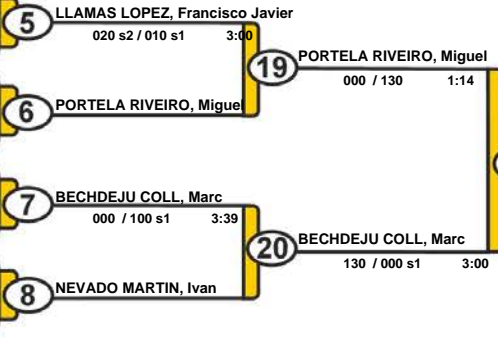 5 LLAMAS LOPEZ, Francisco Javier
020 s2 / 010 s1 3:00
19 PORTELA RIVEIRO, Miguel
000 / 130 1:14
6 PORTELA RIVEIRO, Miguel
7 BECHDEJU COLL, Marc
000 / 100 s1 3:39
20 BECHDEJU COLL, Marc
130 / 000 s1 3:00
8 NEVADO MARTIN, Ivan